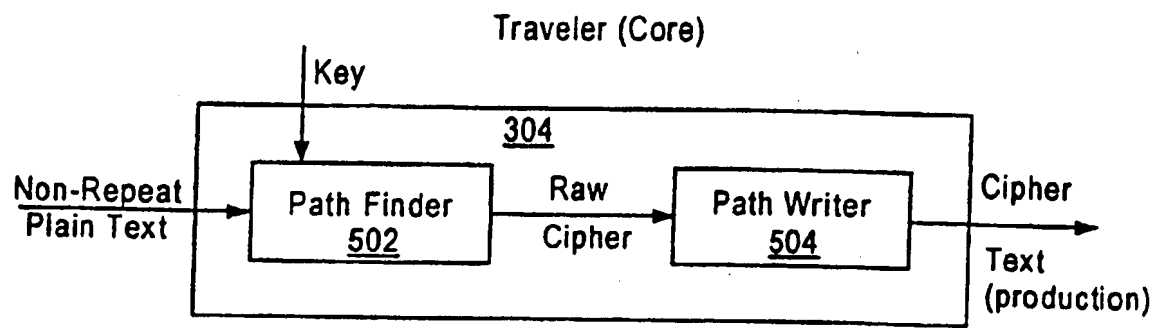 Traveler (Core)
Key
304
Non-Repeat
Plain Text
Path Finder
502
Raw
Cipher
Path Writer
504
Cipher
Text
(production)